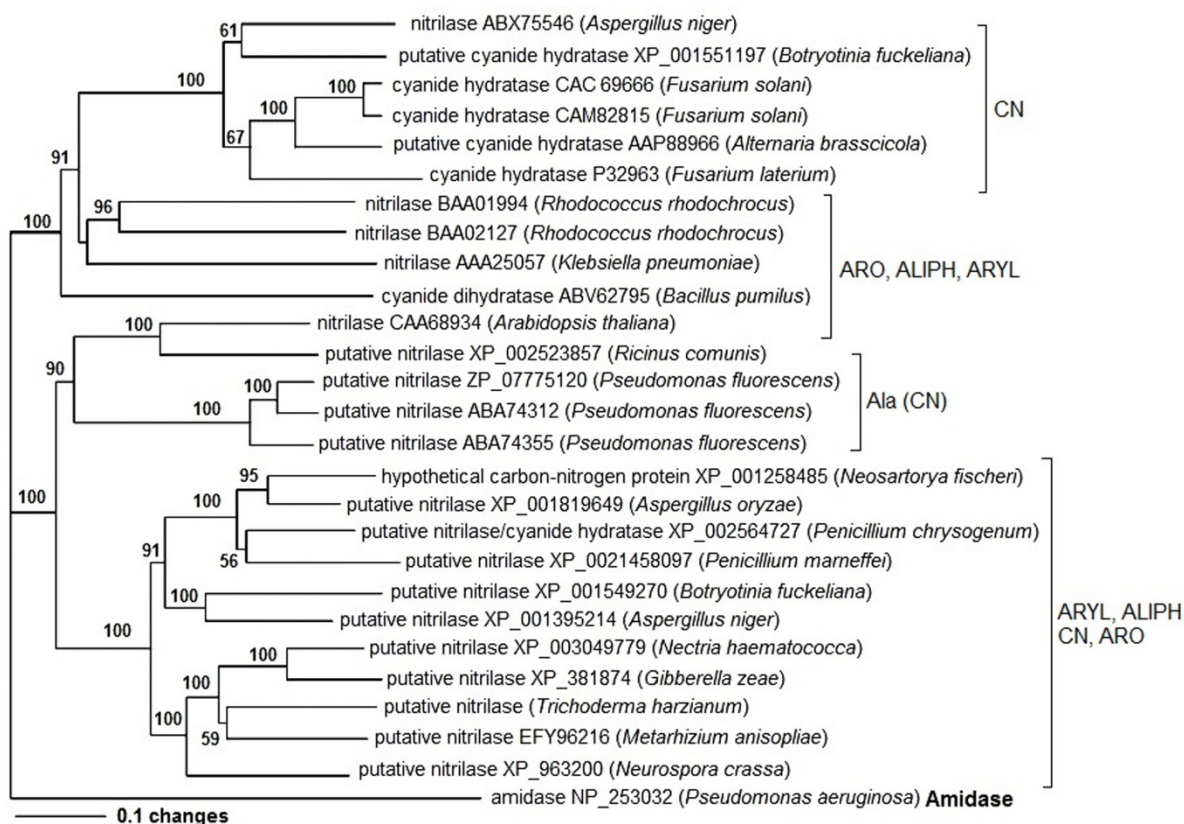 nitrilase ABX75546 (Aspergillus niger)
61
putative cyanide hydratase XP_001551197 (Botryotinia fuckeliana)
100
cyanide hydratase CAC 69666 (Fusarium solani)
100
cyanide hydratase CAM82815 (Fusarium solani)
100
CN
67
putative cyanide hydratase AAP88966 (Alternaria brasscicola)
91
cyanide hydratase P32963 (Fusarium laterium)
96
nitrilase BAA01994 (Rhodococcus rhodochrocus)
100
nitrilase BAA02127 (Rhodococcus rhodochrocus)
nitrilase AAA25057 (Klebsiella pneumoniae)
ARO, ALIPH, ARYL
cyanide dihydratase ABV62795 (Bacillus pumilus)
100
nitrilase CAA68934 (Arabidopsis thaliana)
putative nitrilase XP_002523857 (Ricinus comunis)
90
100
putative nitrilase ZP_07775120 (Pseudomonas fluorescens)
Ala (CN)
100
putative nitrilase ABA74312 (Pseudomonas fluorescens)
putative nitrilase ABA74355 (Pseudomonas fluorescens)
95
hypothetical carbon-nitrogen protein XP_001258485 (Neosartorya fischeri)
100
100
putative nitrilase XP_001819649 (Aspergillus oryzae)
putative nitrilase/cyanide hydratase XP_002564727 (Penicillium chrysogenum)
91
56
putative nitrilase XP_0021458097 (Penicillium marneffei)
100
putative nitrilase XP_001549270 (Botryotinia fuckeliana)
ARYL, ALIPH
CN, ARO
putative nitrilase XP_001395214 (Aspergillus niger)
100
100
putative nitrilase XP_003049779 (Nectria haematococca)
100
putative nitrilase XP_381874 (Gibberella zeae)
putative nitrilase (Trichoderma harzianum)
100
59
putative nitrilase EFY96216 (Metarhizium anisopliae)
putative nitrilase XP_963200 (Neurospora crassa)
amidase NP_253032 (Pseudomonas aeruginosa) Amidase
0.1 changes